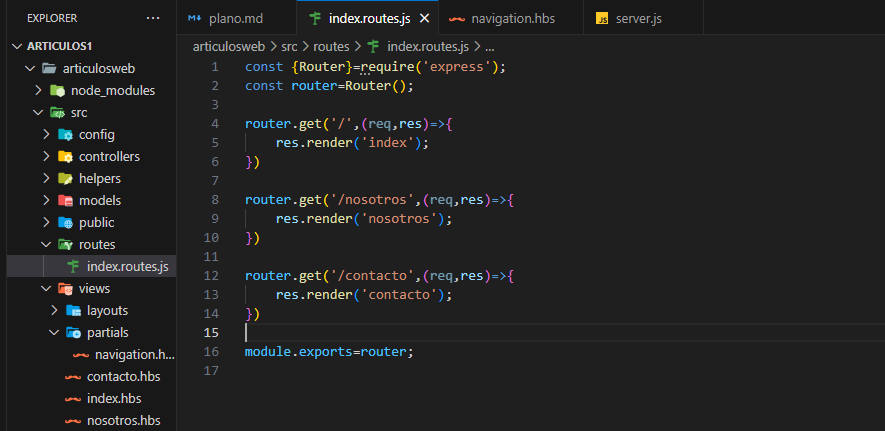 EXPLORER ...
ARTICULOS1
articulosweb
node_modules
src
config
controllers
helpers
models
public
routes
index.routes.js
views
layouts
partials
navigation.h...
contacto.hbs
index.hbs
nosotros.hbs
plano.md index.routes.js navigation.hbs server.js
articulosweb > src > routes > index.routes.js > ...
1 const {Router}=require('express');
2 const router=Router();
3
4 router.get('/',(req,res)=>{
5     res.render('index');
6 })
7
8 router.get('/nosotros',(req,res)=>{
9     res.render('nosotros');
10 })
11
12 router.get('/contacto',(req,res)=>{
13     res.render('contacto');
14 })
15
16 module.exports=router;
17